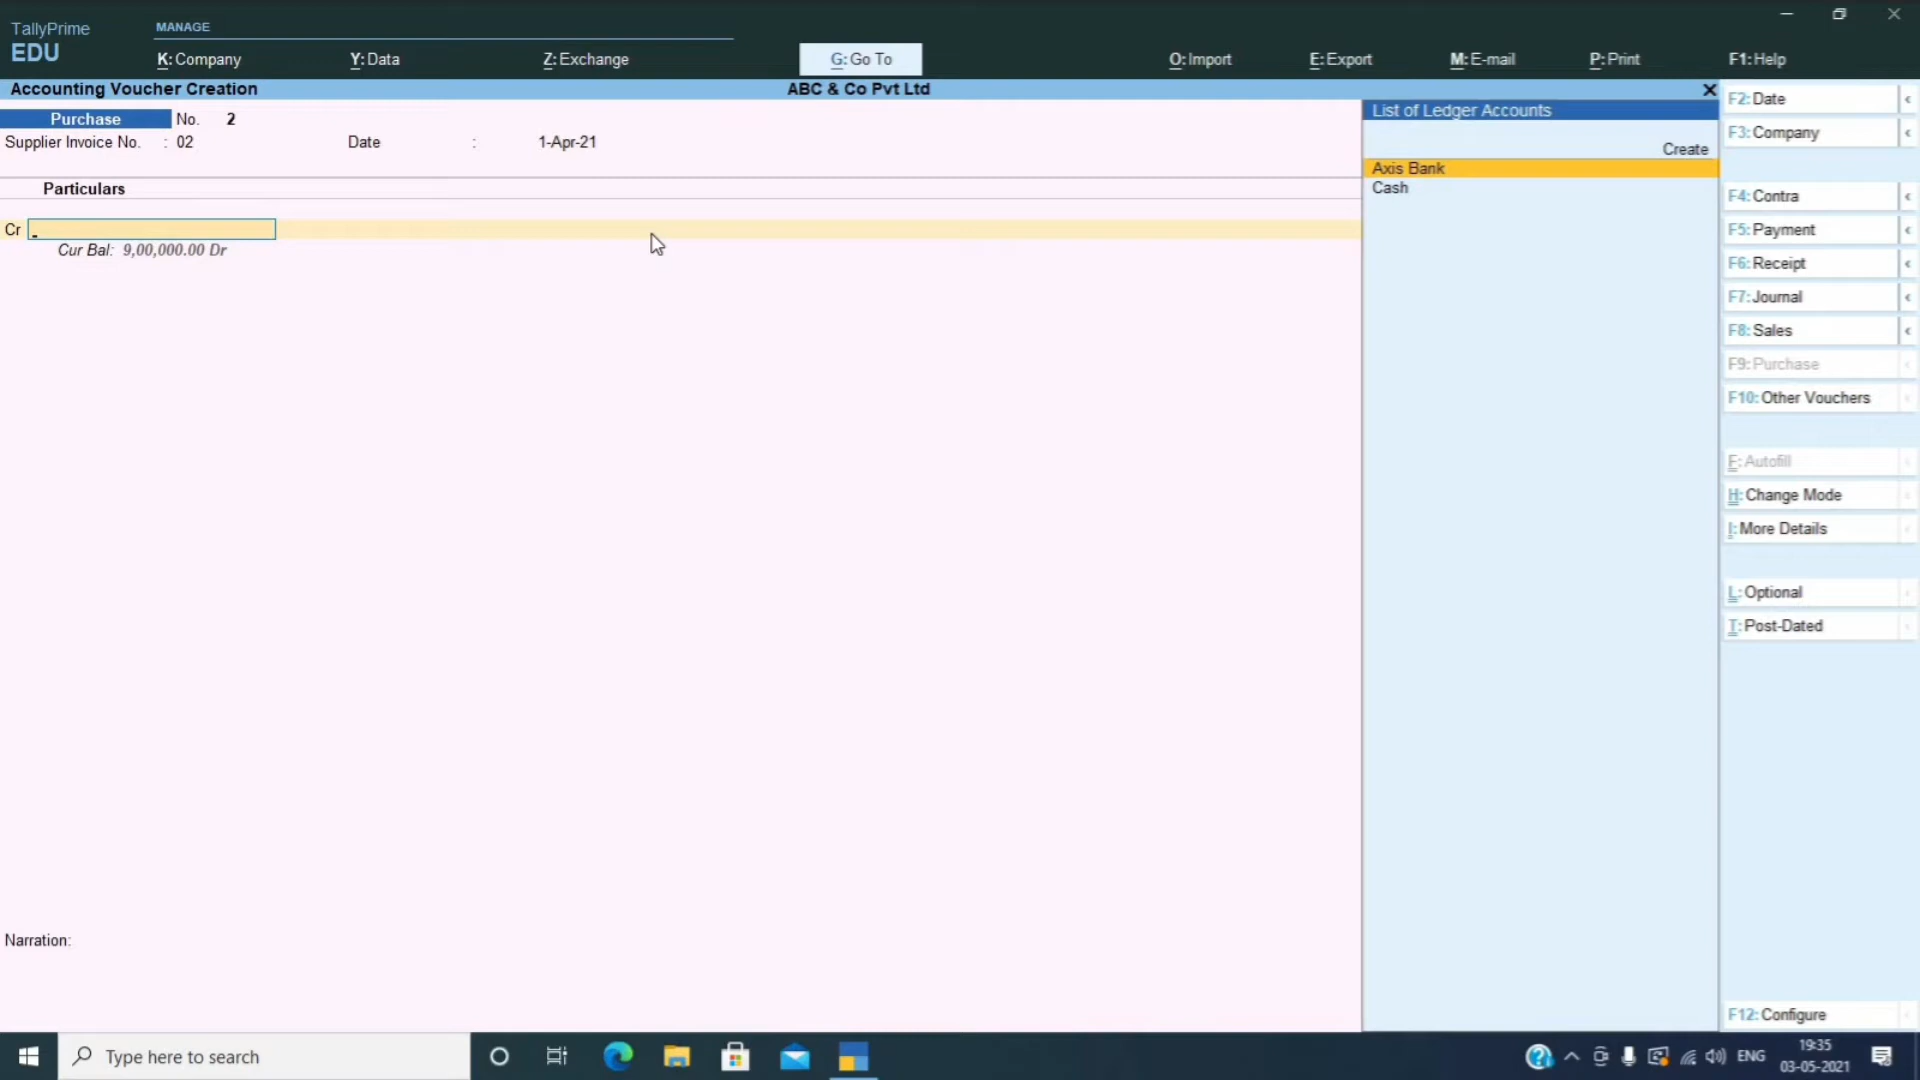 TallyPrime
EDU
MANAGE
K: Company
Y: Data
Z: Exchange
G: Go To
O: Import
E: Export
M: E-mail
P: Print
F1: Help
Accounting Voucher Creation
ABC & Co Pvt Ltd
Purchase No. 2
Supplier Invoice No. : 02 Date : 1-Apr-21
Particulars
Cr
Cur Bal: 9,00,000.00 Dr
Narration:
List of Ledger Accounts
Create
Axis Bank
Cash
F2: Date
F3: Company
F4: Contra
F5: Payment
F6: Receipt
F7: Journal
F8: Sales
F9: Purchase
F10: Other Vouchers
F: Autofill
H: Change Mode
I: More Details
L: Optional
T: Post-Dated
F12: Configure
Type here to search
ENG
19:35
03-05-2021